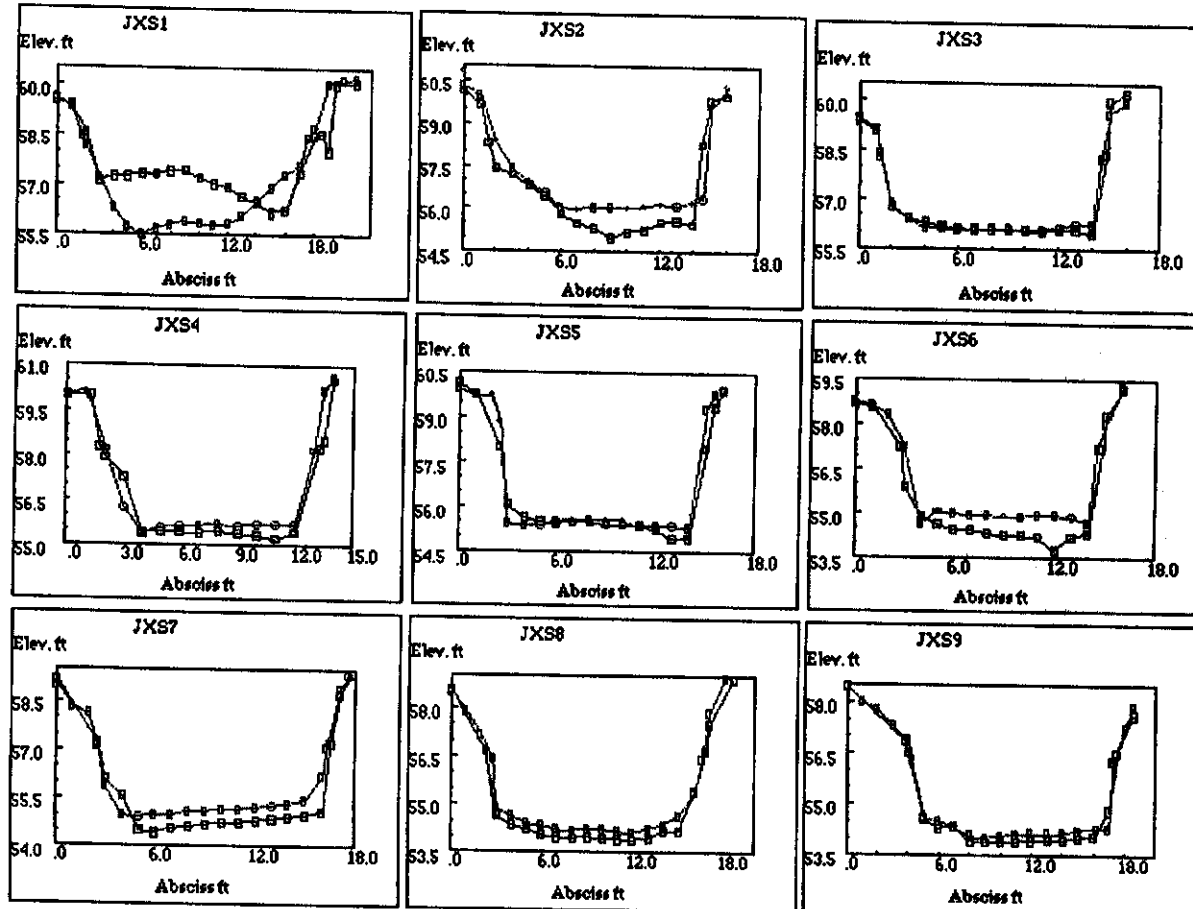 JXS1
Elev. ft
60.0
58.5
57.0
55.5
.0 6.0 12.0 18.0
Absciss ft
JXS2
Elev. ft
60.5
59.0
57.5
56.0
54.5
.0 6.0 12.0 18.0
Absciss ft
JXS3
Elev. ft
60.0
58.5
57.0
55.5
.0 6.0 12.0 18.0
Absciss ft
JXS4
Elev. ft
61.0
59.5
58.0
56.5
55.0
.0 3.0 6.0 9.0 12.0 15.0
Absciss ft
JXS5
Elev. ft
60.5
59.0
57.5
56.0
54.5
.0 6.0 12.0 18.0
Absciss ft
JXS6
Elev. ft
59.5
58.0
56.5
55.0
53.5
.0 6.0 12.0 18.0
Absciss ft
JXS7
Elev. ft
58.5
57.0
55.5
54.0
.0 6.0 12.0 18.0
Absciss ft
JXS8
Elev. ft
58.0
56.5
55.0
53.5
.0 6.0 12.0 18.0
Absciss ft
JXS9
Elev. ft
58.0
56.5
55.0
53.5
.0 6.0 12.0 18.0
Absciss ft